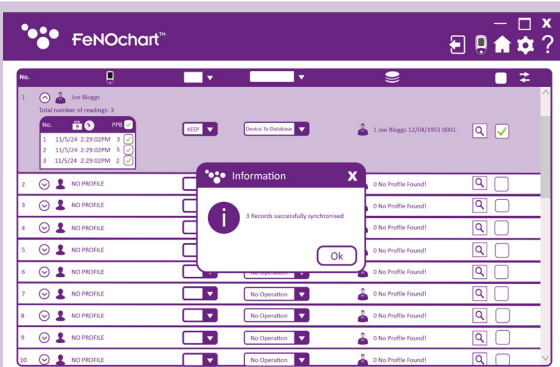 FeNOchart™
No.
1 Joe Bloggs
Total number of readings: 3
No. PPB
1 11/5/24 2:29:02PM 3
2 11/5/24 2:29:02PM 5
3 11/5/24 2:29:02PM 2
KEEP Device To Database 1 Joe Bloggs 12/04/1951 0001
Information X
3 Records successfully synchronised
Ok
2 NO PROFILE 0 No Profile Found!
3 NO PROFILE 0 No Profile Found!
4 NO PROFILE 0 No Profile Found!
5 NO PROFILE 0 No Profile Found!
6 NO PROFILE No Operation 0 No Profile Found!
7 NO PROFILE No Operation 0 No Profile Found!
8 NO PROFILE No Operation 0 No Profile Found!
9 NO PROFILE No Operation 0 No Profile Found!
10 NO PROFILE No Operation 0 No Profile Found!